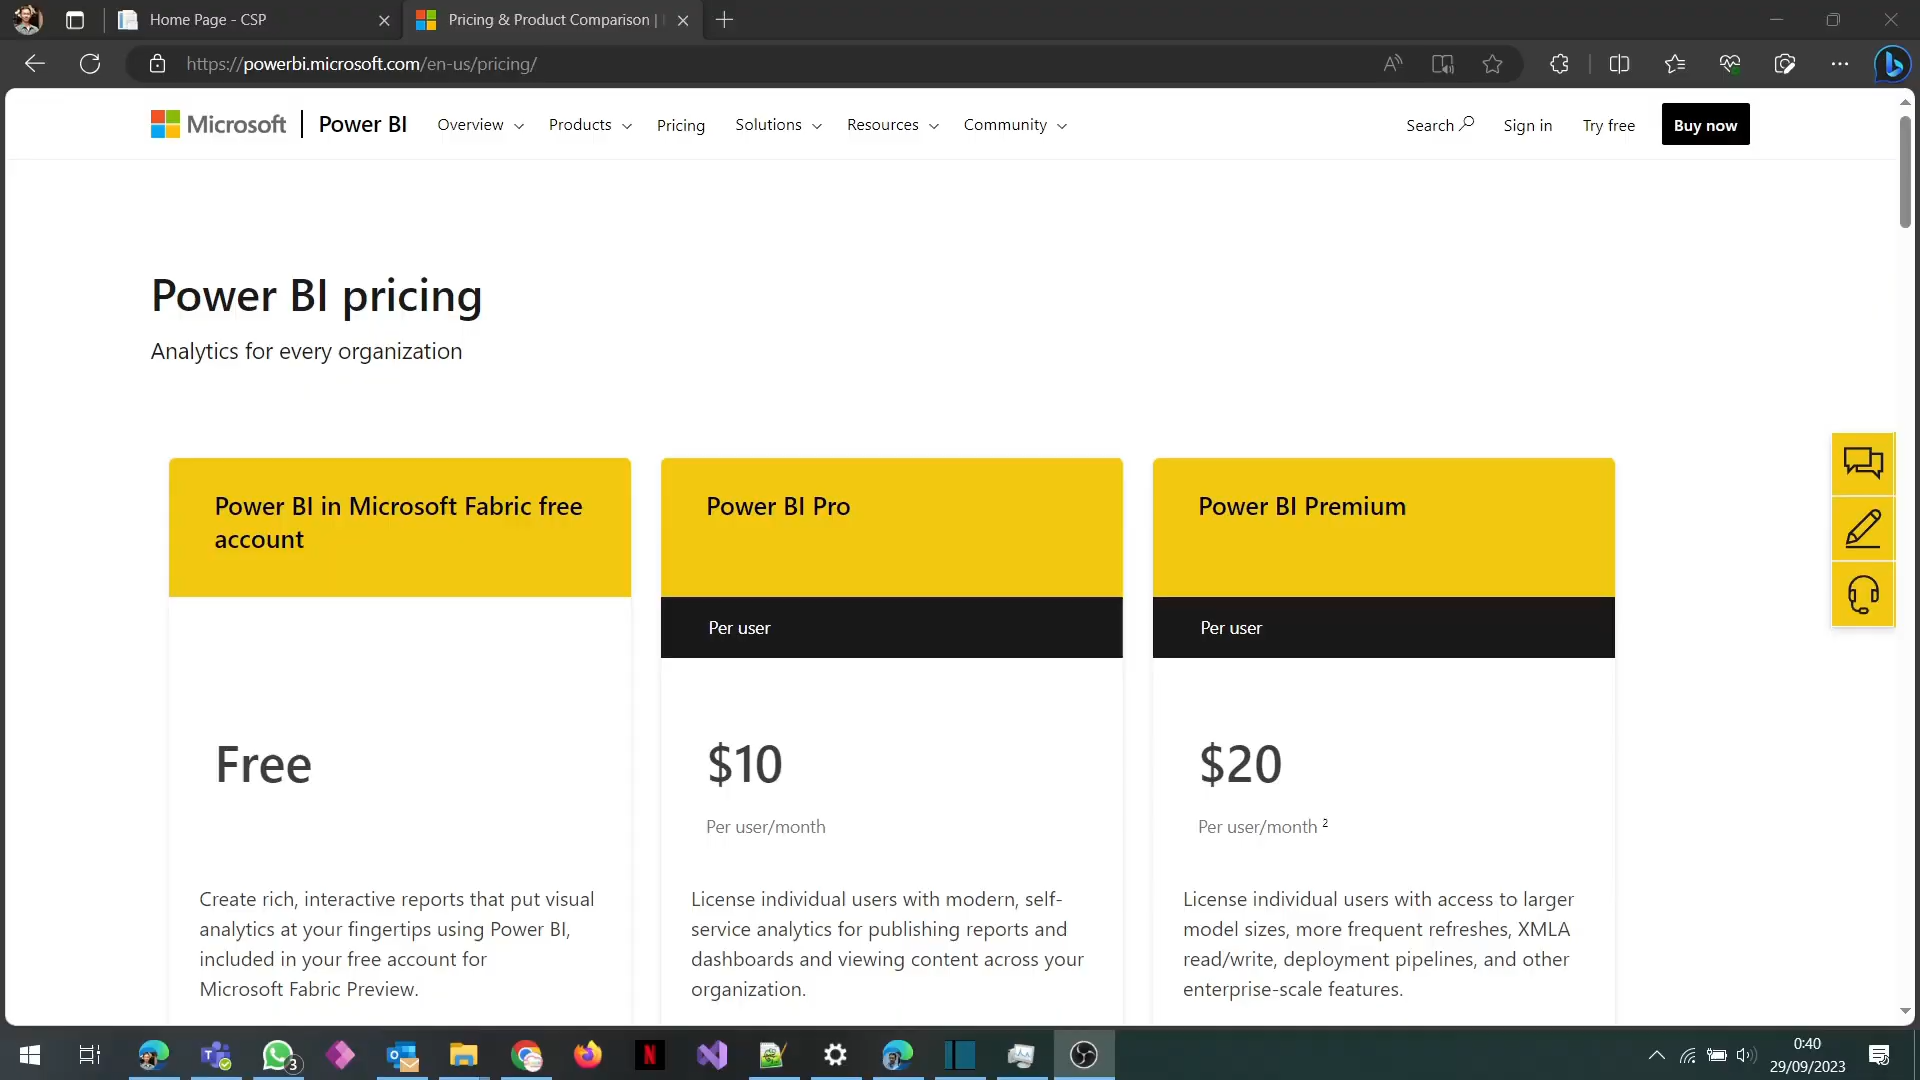 Home Page - CSP
Pricing & Product Comparison |
https://powerbi.microsoft.com/en-us/pricing/
Microsoft
Power BI
Overview
Products
Pricing
Solutions
Resources
Community
Search
Sign in
Try free
Buy now
Power BI pricing
Analytics for every organization
Power BI in Microsoft Fabric free
account
Free
Create rich, interactive reports that put visual
analytics at your fingertips using Power BI,
included in your free account for
Microsoft Fabric Preview.
Power BI Pro
Per user
$10
Per user/month
License individual users with modern, self-
service analytics for publishing reports and
dashboards and viewing content across your
organization.
Power BI Premium
Per user
$20
Per user/month 2
License individual users with access to larger
model sizes, more frequent refreshes, XMLA
read/write, deployment pipelines, and other
enterprise-scale features.
3
N
0:40
29/09/2023